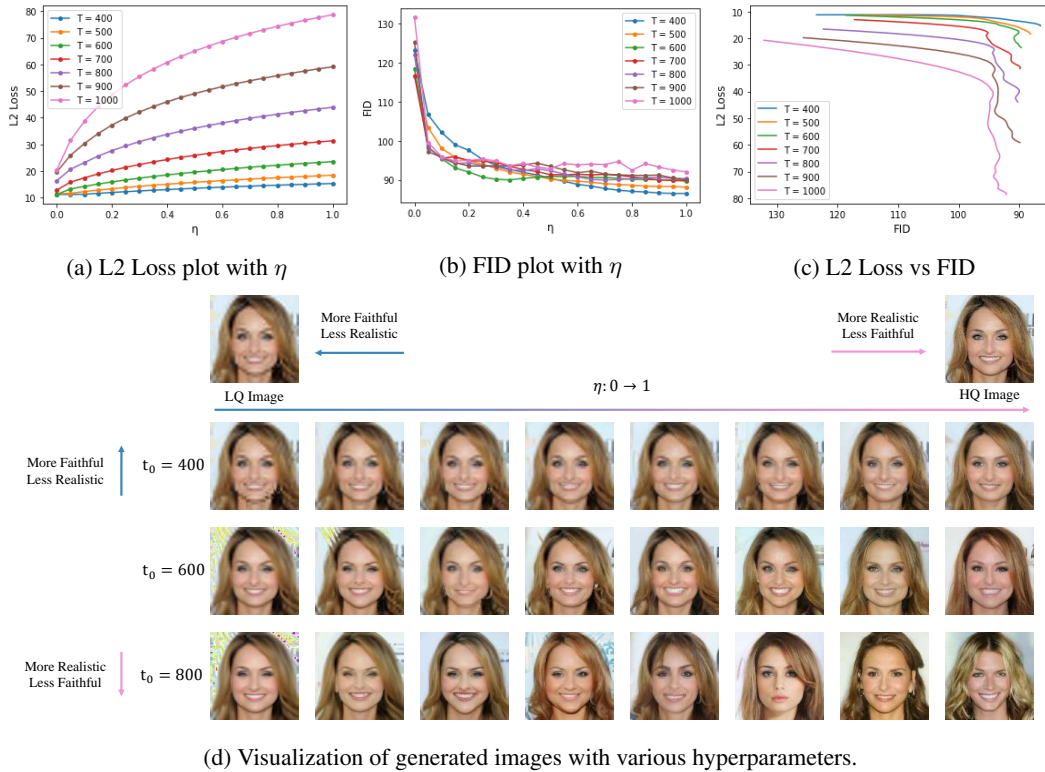 80
70
60
50
40
30
20
10
L2 Loss
T = 400
T = 500
T = 600
T = 700
T = 800
T = 900
T = 1000
0.0 0.2 0.4 0.6 0.8 1.0
η
(a) L2 Loss plot with η
130
120
110
100
90
FID
T = 400
T = 500
T = 600
T = 700
T = 800
T = 900
T = 1000
0.0 0.2 0.4 0.6 0.8 1.0
η
(b) FID plot with η
10
20
30
40
50
60
70
80
L2 Loss
T = 400
T = 500
T = 600
T = 700
T = 800
T = 900
T = 1000
130 120 110 100 90
FID
(c) L2 Loss vs FID
More Faithful
Less Realistic
More Realistic
Less Faithful
η: 0 → 1
LQ Image
HQ Image
More Faithful
Less Realistic
t₀ = 400
t₀ = 600
More Realistic
Less Faithful
t₀ = 800
(d) Visualization of generated images with various hyperparameters.